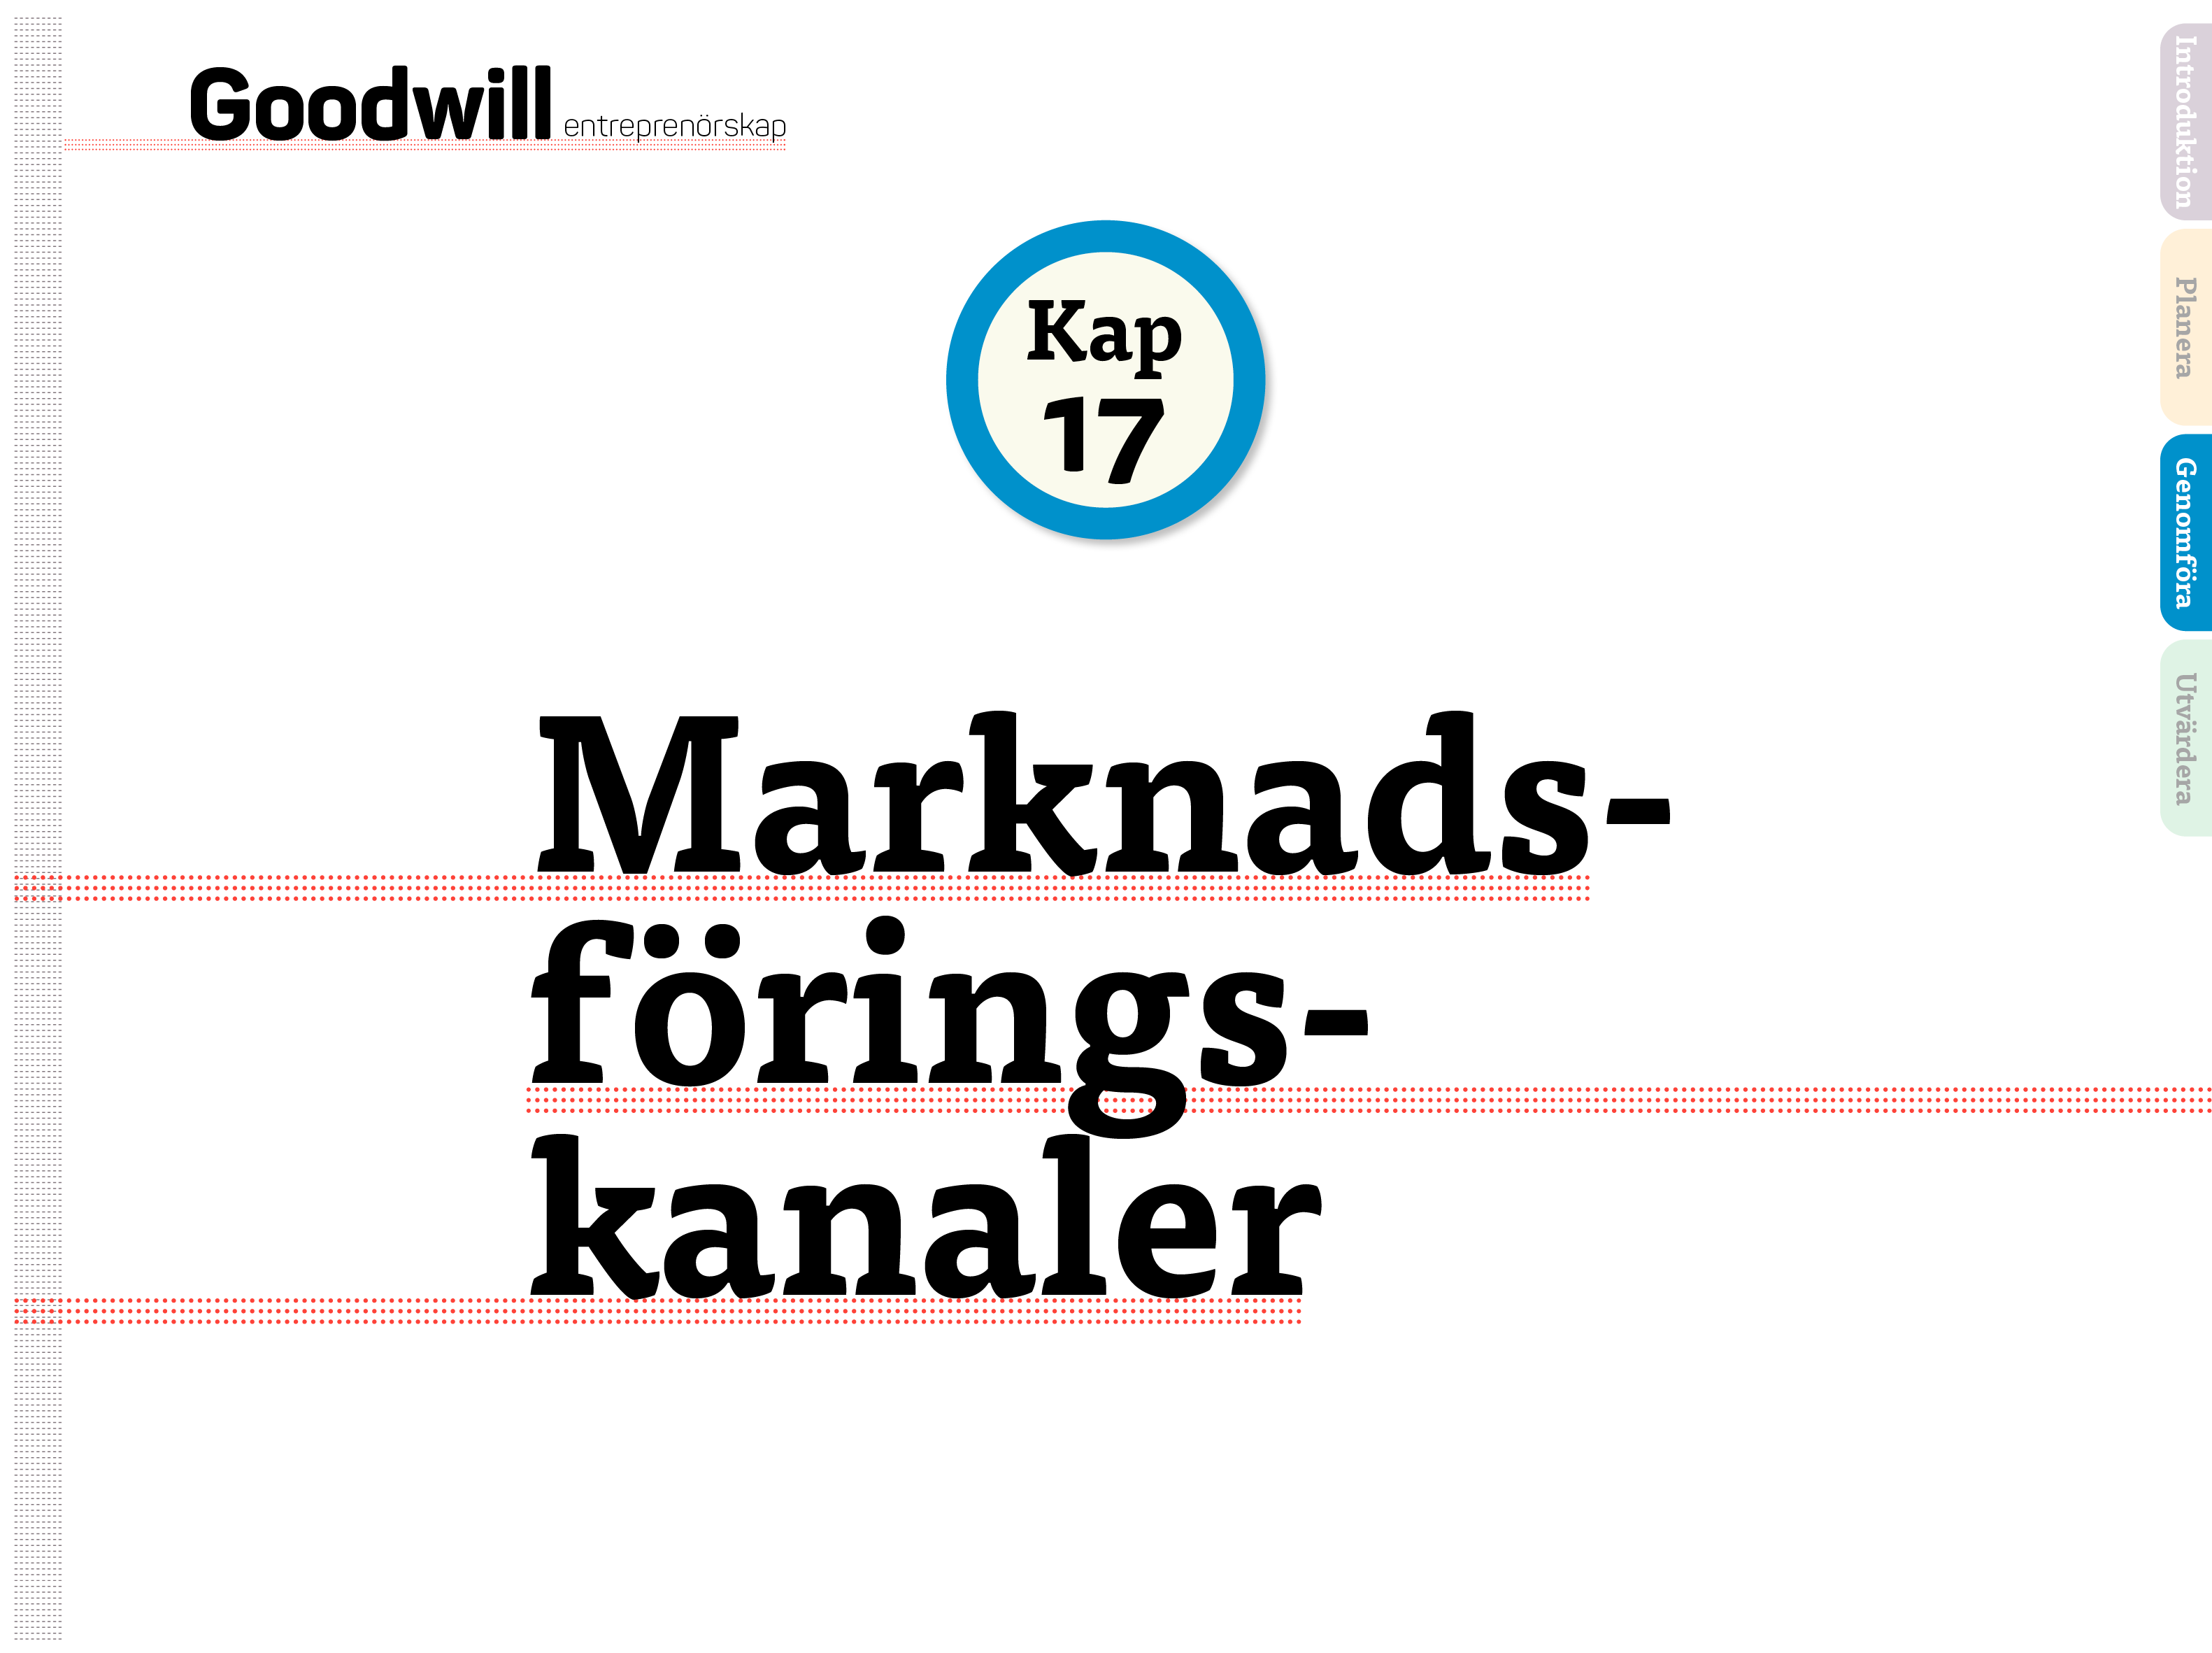 Goodwill entreprenörskap
Kap
17
Marknads-
förings-
kanaler
Introduktion
Planera
Genomföra
Utvärdera